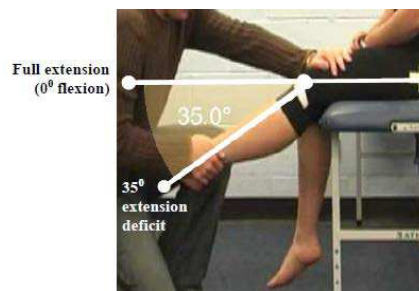 Full extension
(0⁰ flexion)
35.0°
35⁰
extension
deficit